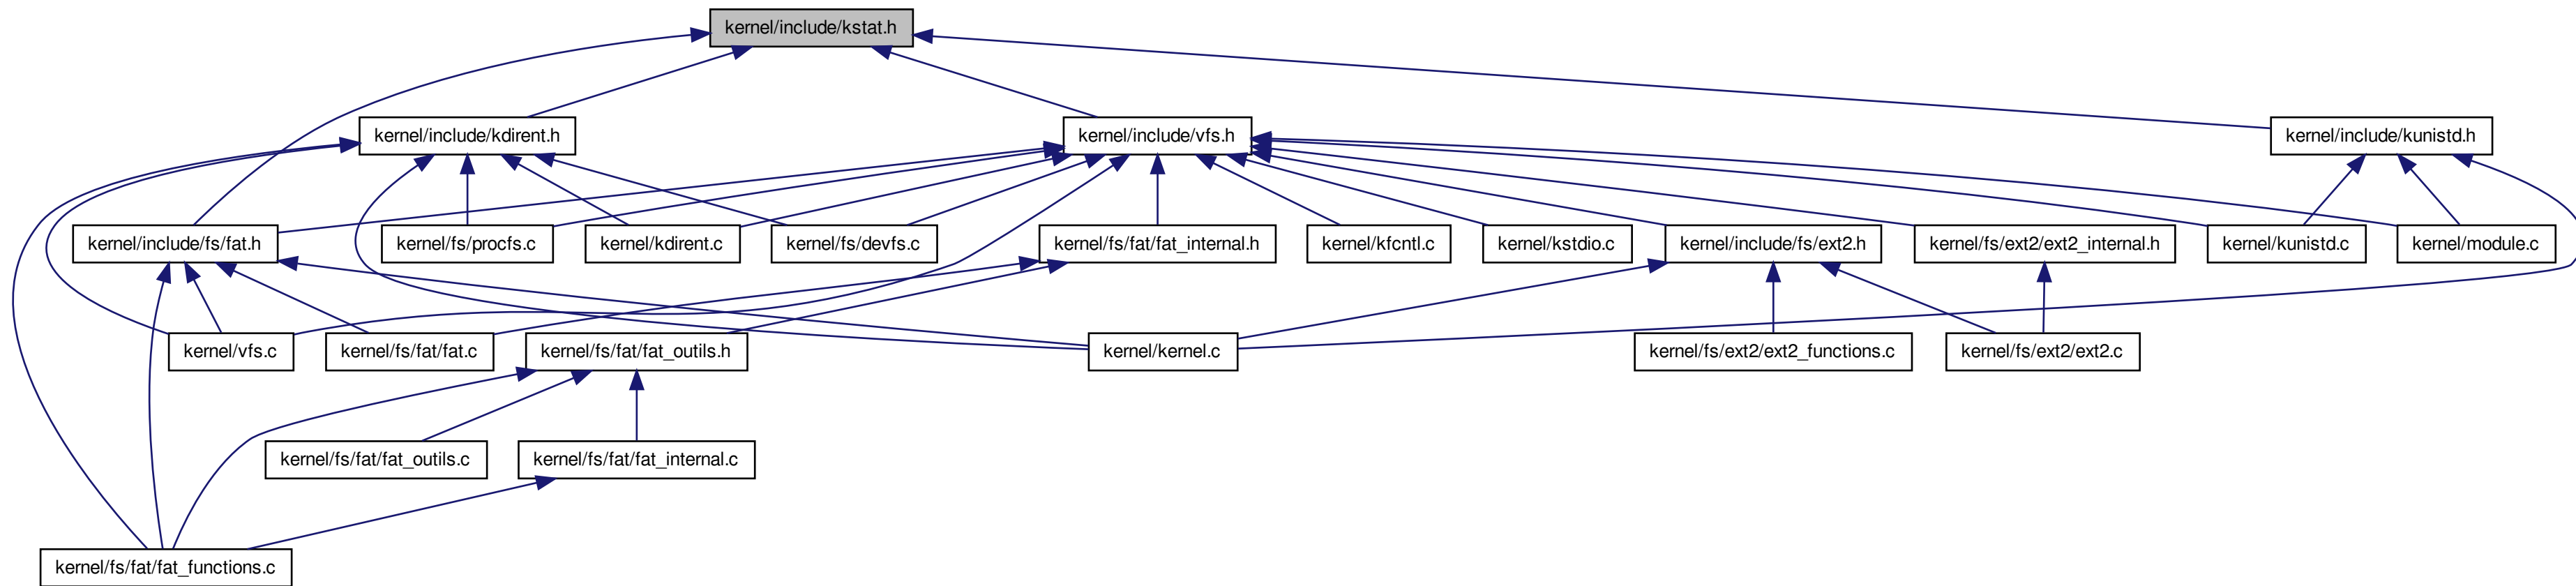 kernel/include/kstat.h
kernel/include/kdirent.h
kernel/include/vfs.h
kernel/include/kunistd.h
kernel/include/fs/fat.h
kernel/fs/procfs.c
kernel/kdirent.c
kernel/fs/devfs.c
kernel/fs/fat/fat_internal.h
kernel/kfcntl.c
kernel/kstdio.c
kernel/include/fs/ext2.h
kernel/fs/ext2/ext2_internal.h
kernel/kunistd.c
kernel/module.c
kernel/vfs.c
kernel/fs/fat/fat.c
kernel/fs/fat/fat_outils.h
kernel/kernel.c
kernel/fs/ext2/ext2_functions.c
kernel/fs/ext2/ext2.c
kernel/fs/fat/fat_outils.c
kernel/fs/fat/fat_internal.c
kernel/fs/fat/fat_functions.c